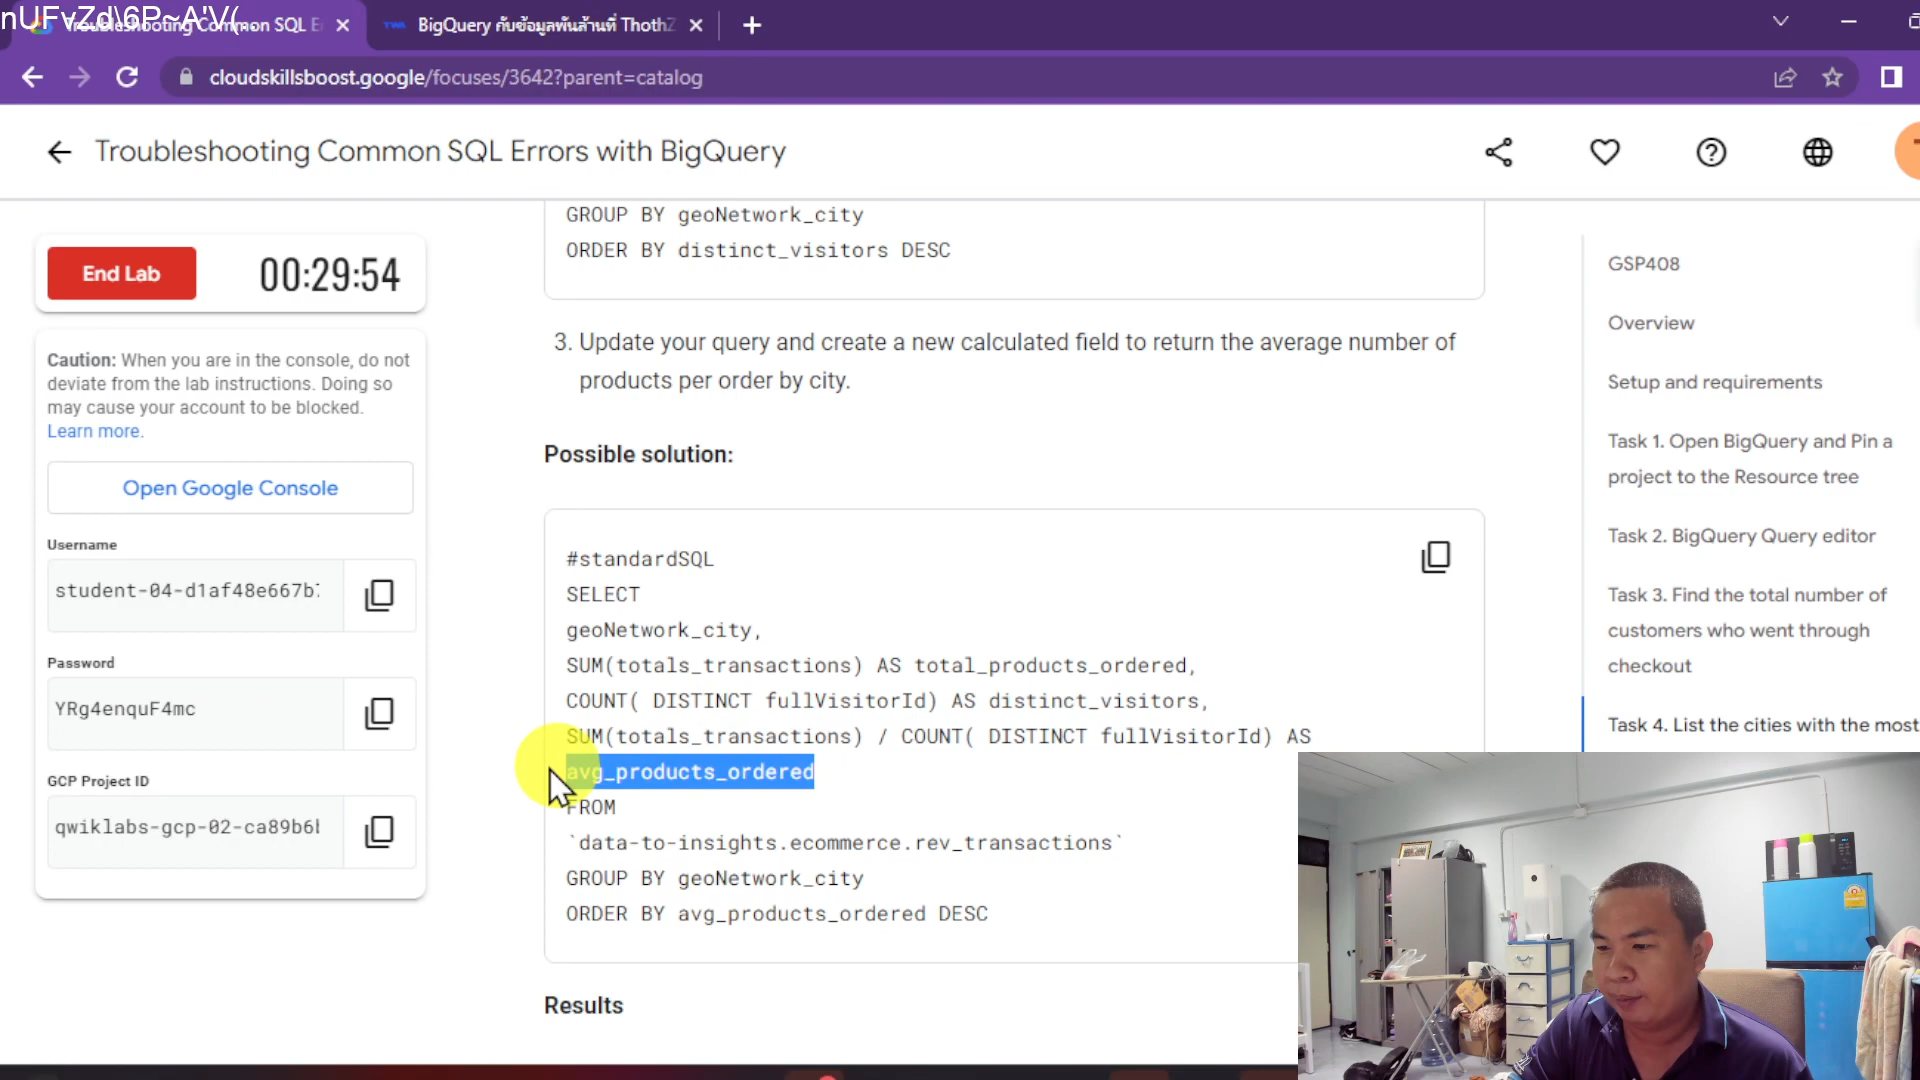 nUFvZd\6P~A'V(..
Troubleshooting Common SQL E
BigQuery กับข้อมูลพันล้านที่ Thoth
cloudskillsboost.google/focuses/3642?parent=catalog
Troubleshooting Common SQL Errors with BigQuery
End Lab
00:29:54
Caution: When you are in the console, do not
deviate from the lab instructions. Doing so
may cause your account to be blocked.
Learn more.
Open Google Console
Username
student-04-d1af48e667b
Password
YRg4enquF4mc
GCP Project ID
qwiklabs-gcp-02-ca89b6
GROUP BY geoNetwork_city
ORDER BY distinct_visitors DESC
3. Update your query and create a new calculated field to return the average number of
products per order by city.
Possible solution:
#standardSQL
SELECT
geoNetwork_city,
SUM(totals_transactions) AS total_products_ordered,
COUNT( DISTINCT fullVisitorId) AS distinct_visitors,
SUM(totals_transactions) / COUNT( DISTINCT fullVisitorId) AS
avg_products_ordered
FROM
`data-to-insights.ecommerce.rev_transactions`
GROUP BY geoNetwork_city
ORDER BY avg_products_ordered DESC
Results
GSP408
Overview
Setup and requirements
Task 1. Open BigQuery and Pin a
project to the Resource tree
Task 2. BigQuery Query editor
Task 3. Find the total number of
customers who went through
checkout
Task 4. List the cities with the most